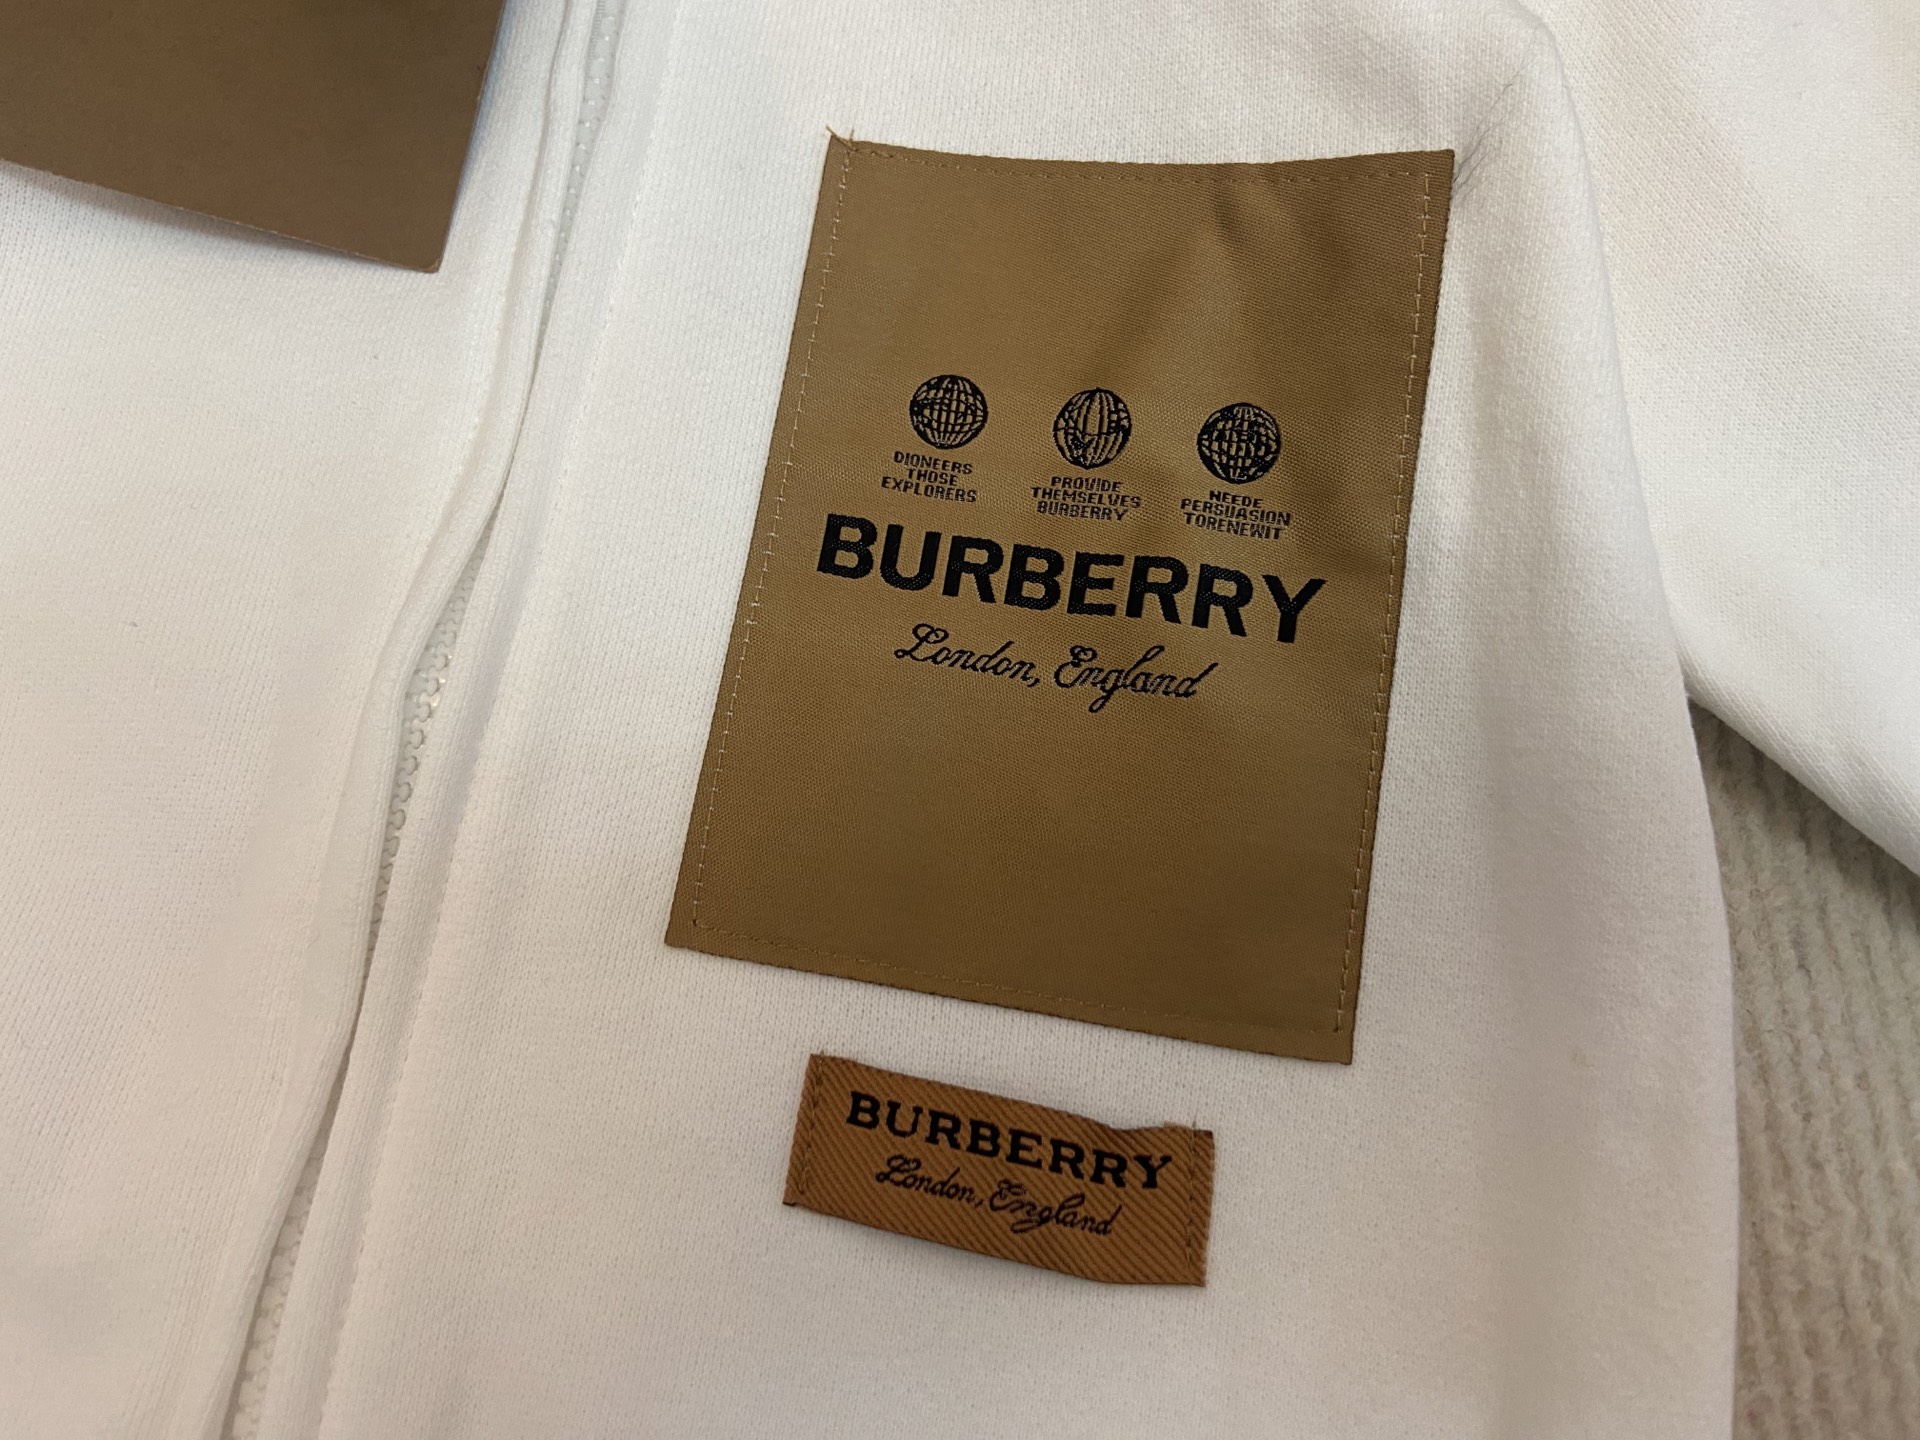 DIONEERS
THOSE
EXPLORERS
PROVIDE
THEMSELVES
BURBERRY
NEEDE
PERSUASION
TORENEWIT
BURBERRY
London, England
BURBERRY
London, England